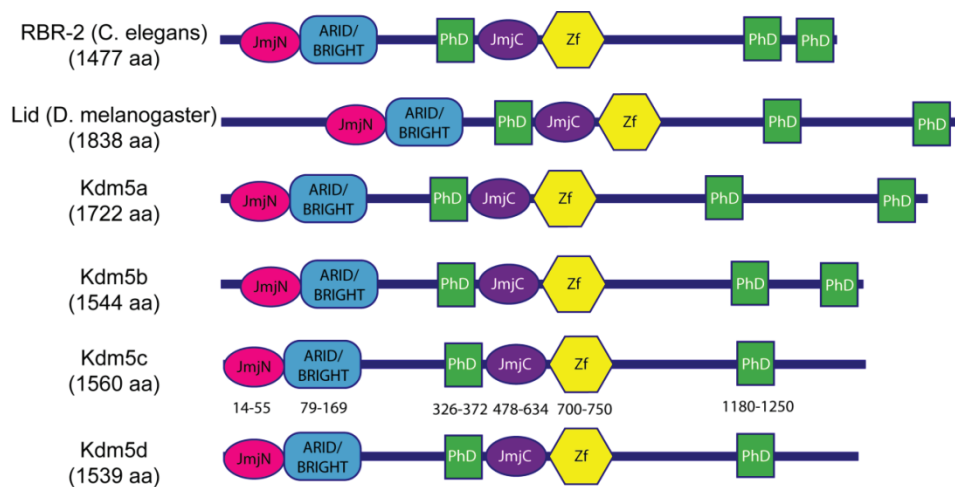 RBR-2 (C. elegans)
(1477 aa)
JmjN
ARID/
BRIGHT
PhD
JmjC
Zf
PhD
PhD
Lid (D. melanogaster)
(1838 aa)
JmjN
ARID/
BRIGHT
PhD
JmjC
Zf
PhD
PhD
Kdm5a
(1722 aa)
JmjN
ARID/
BRIGHT
PhD
JmjC
Zf
PhD
PhD
Kdm5b
(1544 aa)
JmjN
ARID/
BRIGHT
PhD
JmjC
Zf
PhD
PhD
Kdm5c
(1560 aa)
JmjN
ARID/
BRIGHT
PhD
JmjC
Zf
PhD
14-55 79-169 326-372 478-634 700-750 1180-1250
Kdm5d
(1539 aa)
JmjN
ARID/
BRIGHT
PhD
JmjC
Zf
PhD